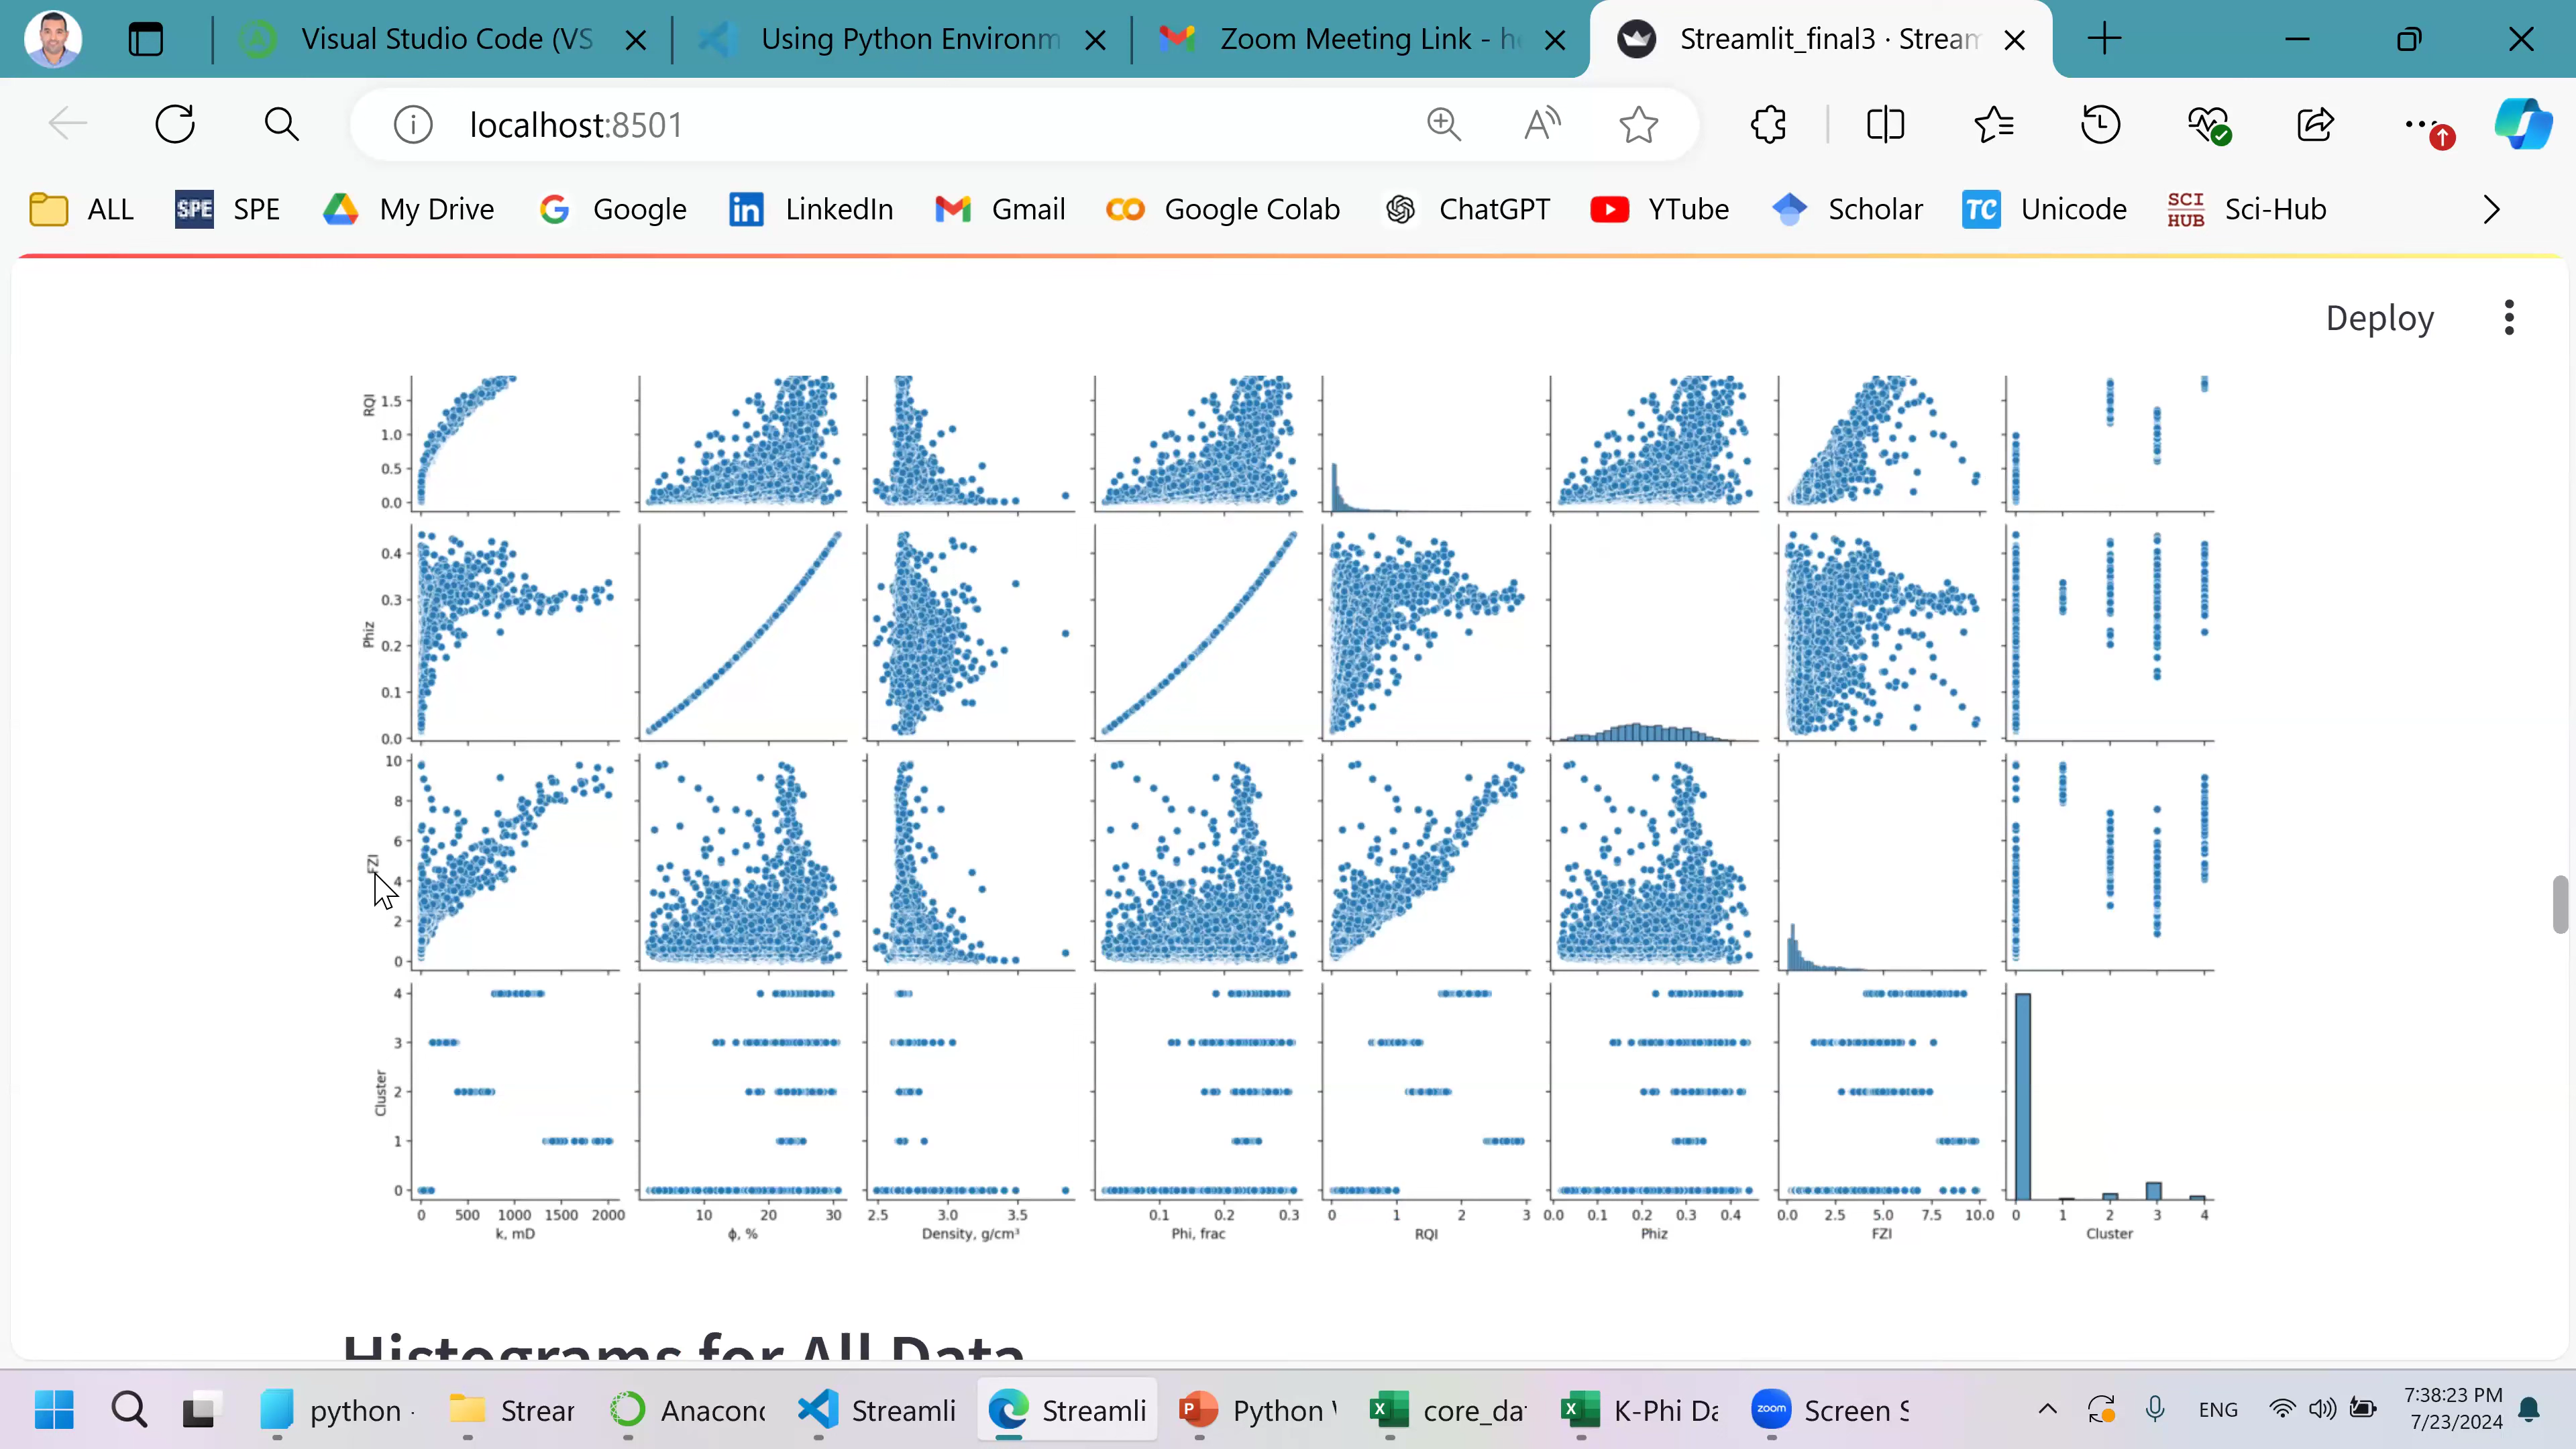 Visual Studio Code (VS
Using Python Environm
Zoom Meeting Link - h
Streamlit_final3 · Stream
localhost:8501
ALL
SPE
SPE
My Drive
Google
LinkedIn
Gmail
Google Colab
ChatGPT
YTube
Scholar
TC
Unicode
SCI
HUB
Sci-Hub
Deploy
RQI
1.5
1.0
0.5
0.0
Phiz
0.4
0.3
0.2
0.1
0.0
FZI
10
8
6
4
2
0
Cluster
4
3
2
1
0
0 500 1000 1500 2000
k, mD
10 20 30
ϕ, %
2.5 3.0 3.5
Density, g/cm³
0.1 0.2 0.3
Phi, frac
0 1 2 3
RQI
0.0 0.1 0.2 0.3 0.4
Phiz
0.0 2.5 5.0 7.5 10.0
FZI
0 1 2 3 4
Cluster
Histograms for All Data
python
Strear
Anacon
Streamli
Streamli
Python
core_da
K-Phi Da
zoom
Screen S
ENG
7:38:23 PM
7/23/2024